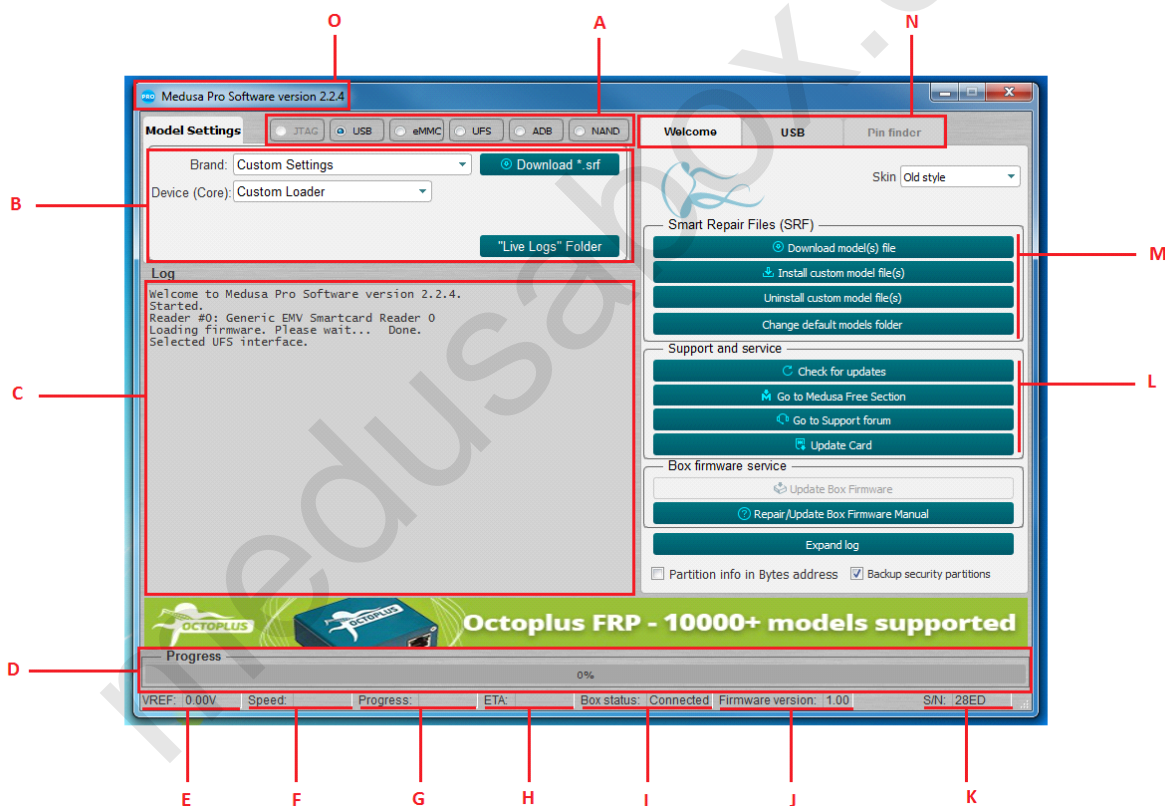 O A N
PRO Medusa Pro Software version 2.2.4
Model Settings JTAG USB eMMC UFS ADB NAND Welcome USB Pin finder
Brand: Custom Settings Download *.srf
Skin Old style
Device (Core): Custom Loader
B
Smart Repair Files (SRF)
"Live Logs" Folder
Download model(s) file
M
Install custom model file(s)
Uninstall custom model file(s)
Change default models folder
Log
Welcome to Medusa Pro Software version 2.2.4.
Started.
Reader #0: Generic EMV Smartcard Reader 0
Loading firmware. Please wait... Done.
Selected UFS interface.
C
Support and service
Check for updates
L
Go to Medusa Free Section
Go to Support forum
Update Card
Box firmware service
Update Box Firmware
Repair/Update Box Firmware Manual
Expand log
Partition info in Bytes address Backup security partitions
OCTOPLUS OCTOPLUS Octoplus FRP - 10000+ models supported
D
Progress
0%
VREF: 0.00V Speed: Progress: ETA: Box status: Connected Firmware version: 1.00 S/N: 28ED
E F G H I J K